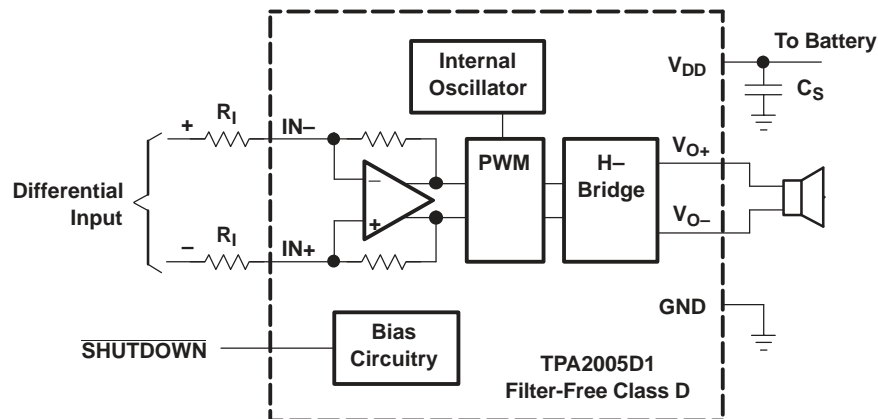 To Battery
Internal
Oscillator
VDD
CS
+
RI
IN–
–
PWM
H–
Bridge
VO+
Differential
Input
+
VO–
–
RI
IN+
GND
SHUTDOWN
Bias
Circuitry
TPA2005D1
Filter-Free Class D